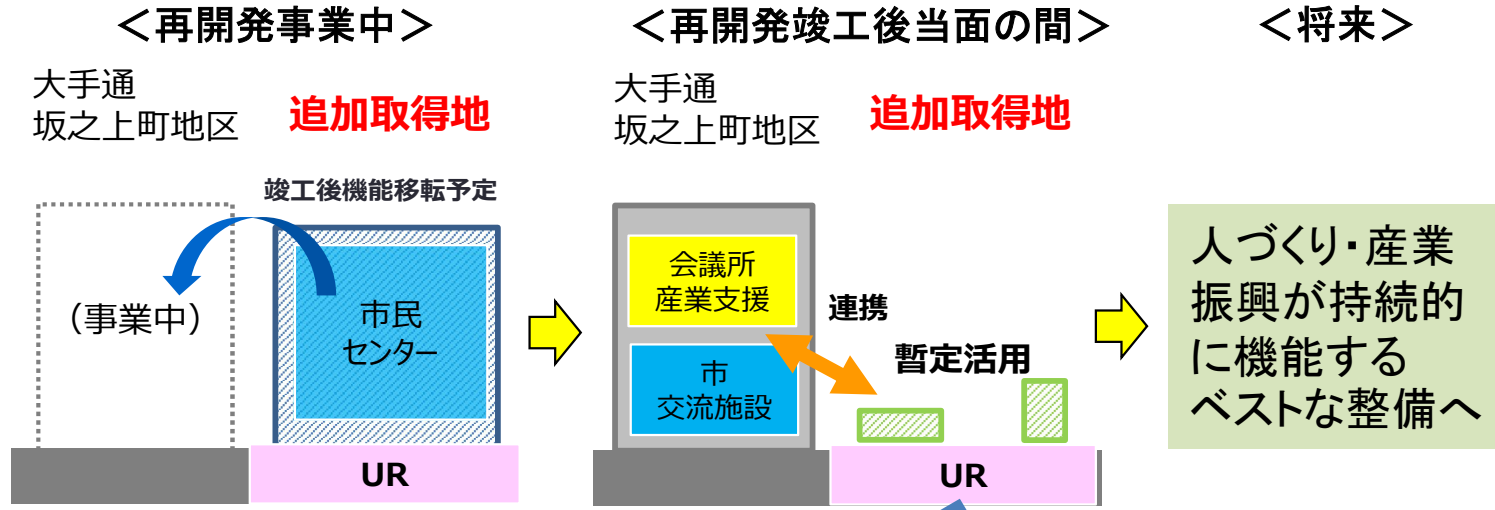 ＜再開発事業中＞
大手通
坂之上町地区
追加取得地
竣工後機能移転予定
（事業中）
市民
センター
UR
＜再開発竣工後当面の間＞
大手通
坂之上町地区
追加取得地
会議所
産業支援
連携
市
交流施設
暫定活用
UR
＜将来＞
人づくり・産業
振興が持続的
に機能する
ベストな整備へ